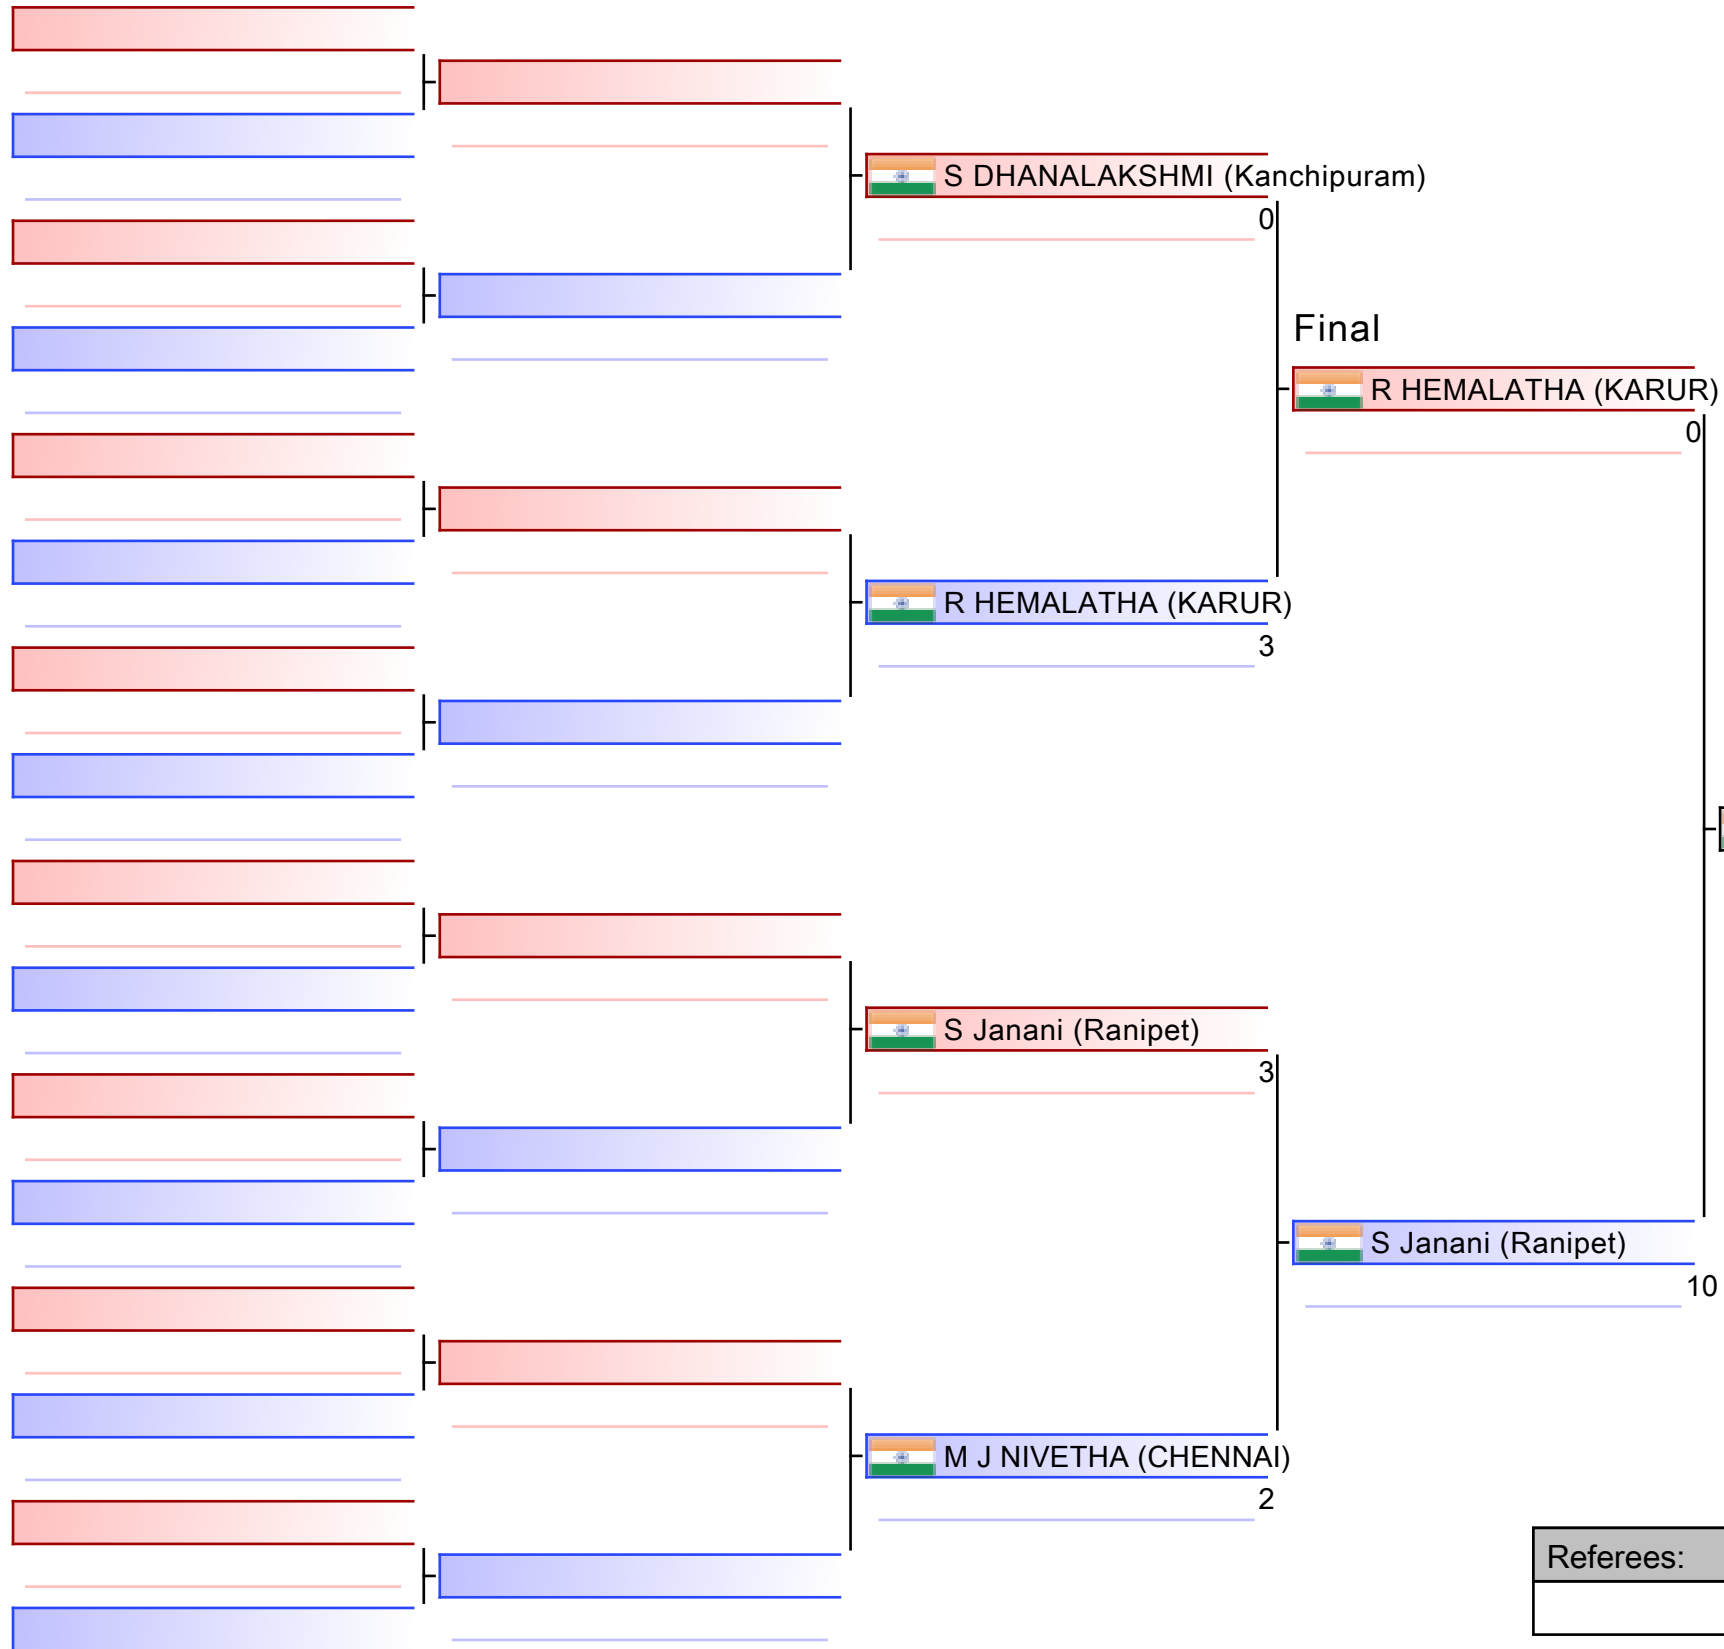 S DHANALAKSHMI (Kanchipuram)
0
Final
R HEMALATHA (KARUR)
0
R HEMALATHA (KARUR)
3
S Janani (Ranipet)
3
S Janani (Ranipet)
10
M J NIVETHA (CHENNAI)
2
Referees: